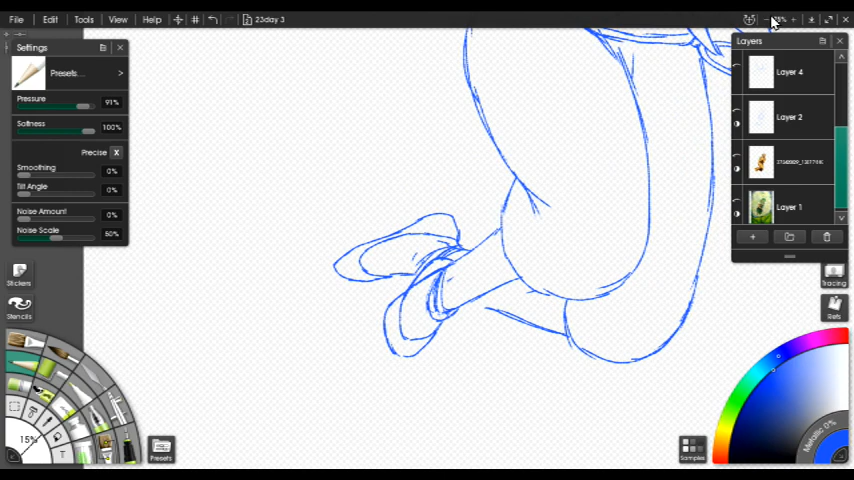 File Edit Tools View Help 23day 3
Settings
Presets...
Pressure 91%
Softness 100%
Precise X
Smoothing 0%
Tilt Angle 0%
Noise Amount 0%
Noise Scale 50%
Layers
Layer 4
Layer 2
Layer 1
Stickers
Stencils
Tracing
Refs
15%
T
Presets
Samples
Metallic 0%